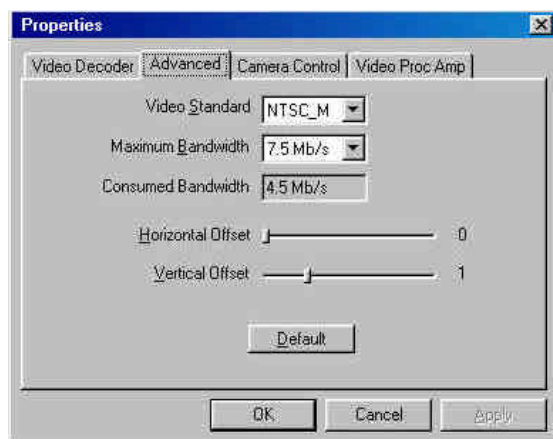 Properties
Video Decoder Advanced Camera Control Video Proc Amp
Video Standard NTSC_M
Maximum Bandwidth 7.5 Mb/s
Consumed Bandwidth 4.5 Mb/s
Horizontal Offset 0
Vertical Offset 1
Default
OK Cancel Apply